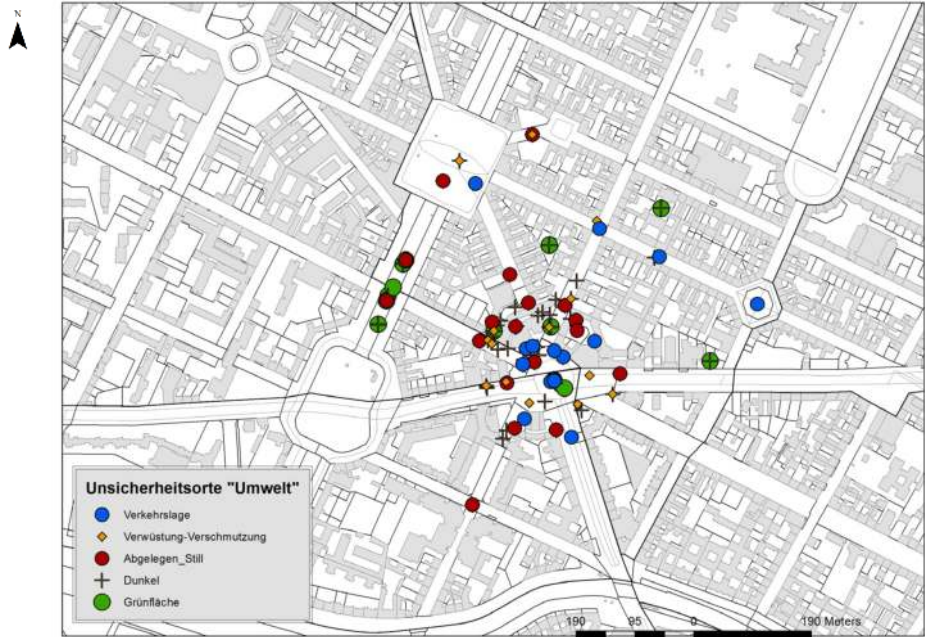 N
Unsicherheitsorte "Umwelt"
Verkehrslage
Verwüstung-Verschmutzung
Abgelegen_Still
Dunkel
Grünfläche
190 95 0 190 Meters